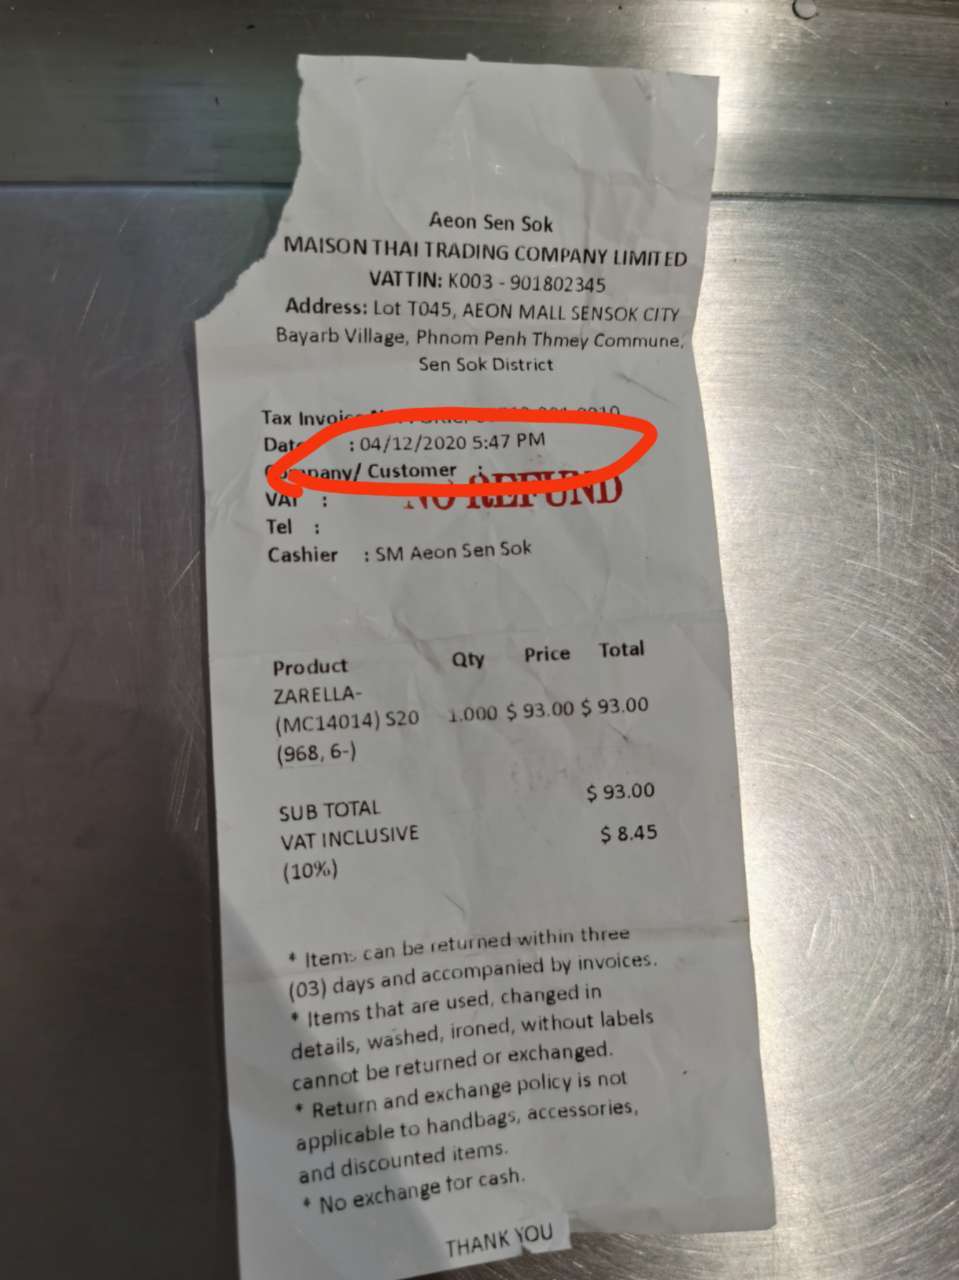 Aeon Sen Sok
MAISON THAI TRADING COMPANY LIMITED
VATTIN: K003 - 901802345
Address: Lot T045, AEON MALL SENSOK CITY
Bayarb Village, Phnom Penh Thmey Commune,
Sen Sok District
Tax Invoice
Date : 04/12/2020 5:47 PM
Company/ Customer :
NO REFUND
VAT :
Tel :
Cashier : SM Aeon Sen Sok
Product Qty Price Total
ZARELLA-
(MC14014) S20 1.000 $ 93.00 $ 93.00
(968, 6-)
SUB TOTAL $ 93.00
VAT INCLUSIVE $ 8.45
(10%)
* Items can be returned within three
(03) days and accompanied by invoices.
* Items that are used, changed in
details, washed, ironed, without labels
cannot be returned or exchanged.
* Return and exchange policy is not
applicable to handbags, accessories,
and discounted items.
* No exchange for cash.
THANK YOU